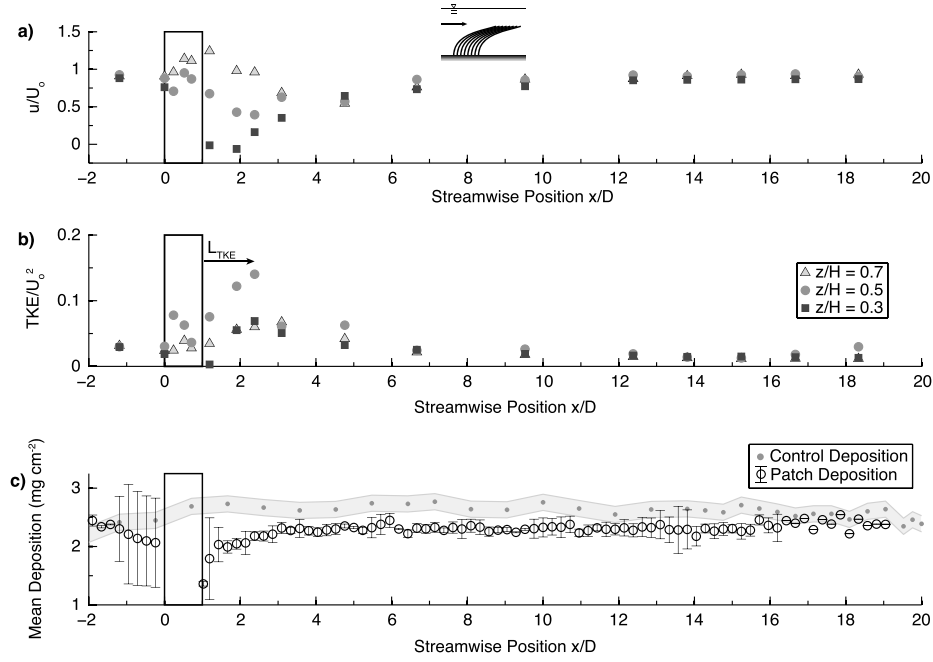 a)
1.5
1
0.5
0
u/Uₒ
−2 0 2 4 6 8 10 12 14 16 18 20
Streamwise Position x/D
b)
0.2
0.1
0
TKE/Uₒ²
L_TKE
z/H = 0.7
z/H = 0.5
z/H = 0.3
−2 0 2 4 6 8 10 12 14 16 18 20
Streamwise Position x/D
c)
3
2
1
Mean Deposition (mg cm⁻²)
Control Deposition
Patch Deposition
−2 0 2 4 6 8 10 12 14 16 18 20
Streamwise Position x/D